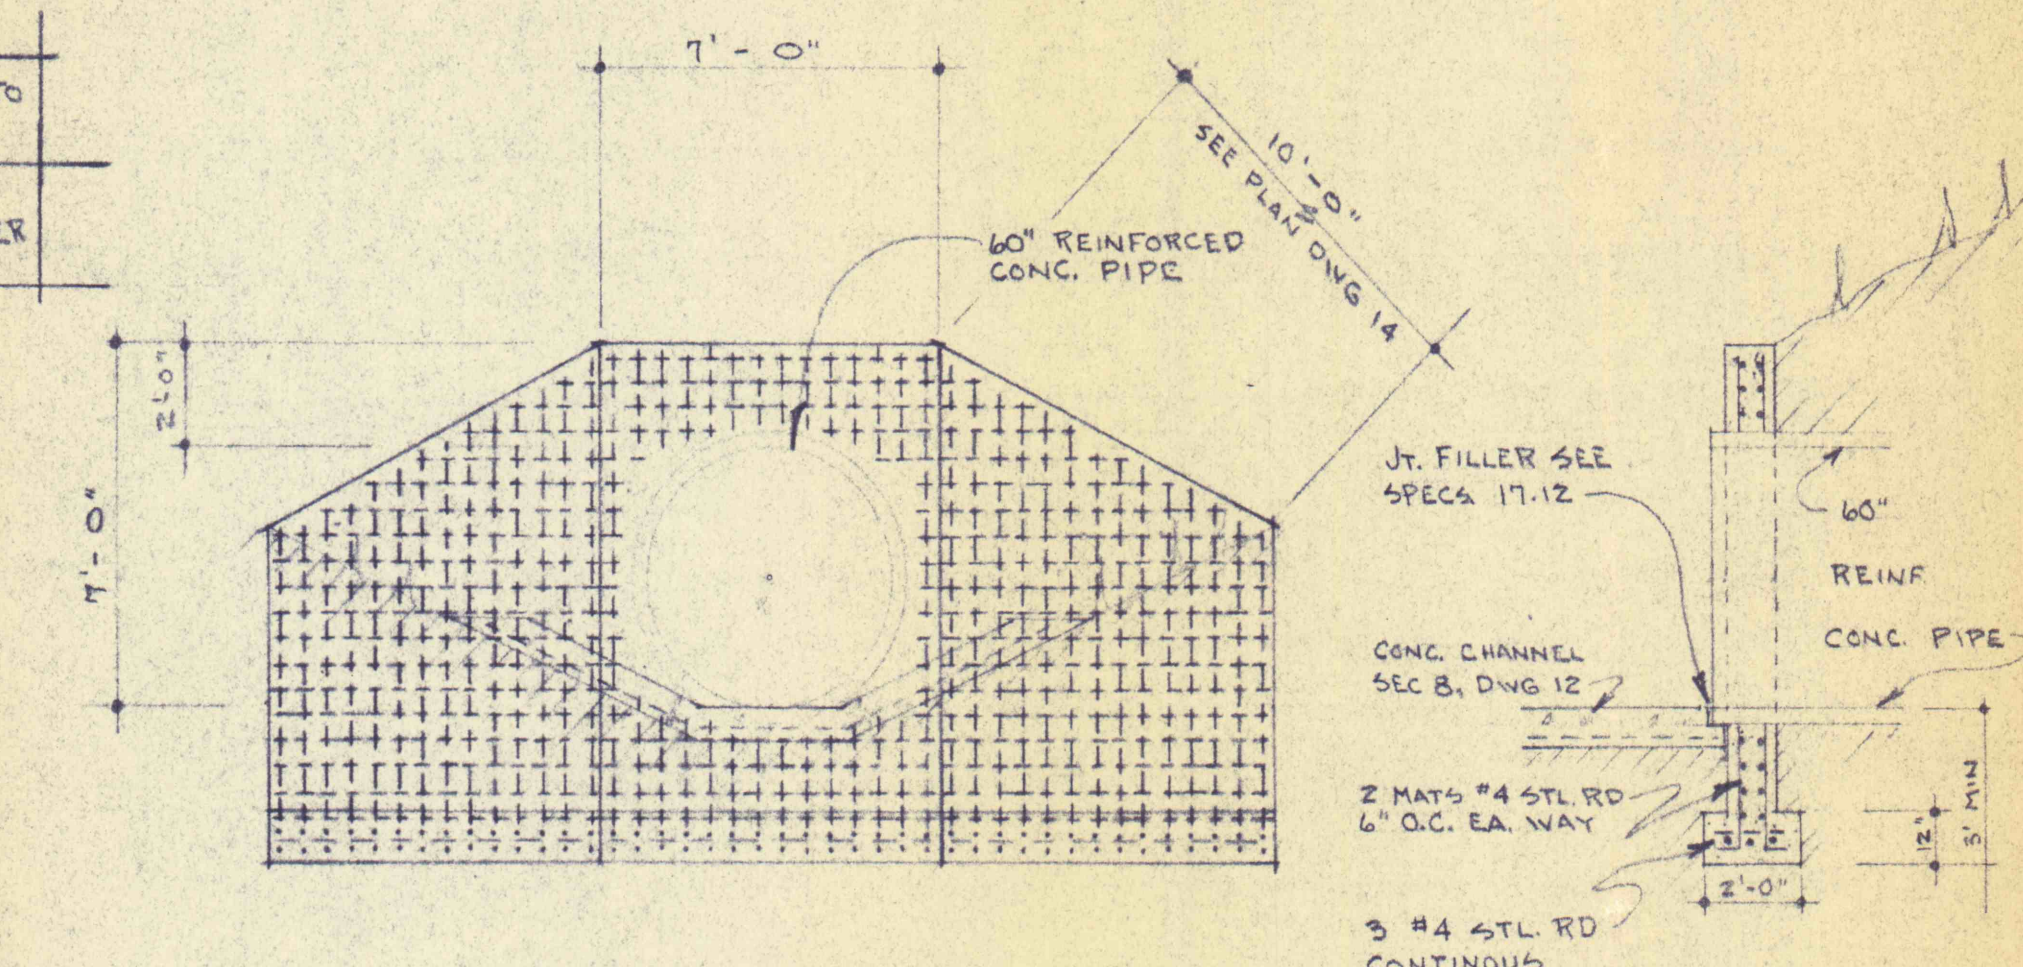 7'-0"
10'-0"
SEE PLAN DWG 14
60" REINFORCED
CONC. PIPE
2'-0"
7'-0"
JT. FILLER SEE
SPECS 17.12
60"
REINF.
CONC. PIPE
CONC. CHANNEL
SEC 8, DWG 12
2 MATS #4 STL. RD
6" O.C. EA. WAY
12"
3' MIN
2'-0"
3 #4 STL. RD
CONTINOUS